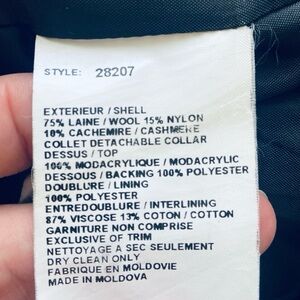 STYLE: 28207
EXTERIEUR / SHELL
75% LAINE / WOOL 15% NYLON
10% CACHEMIRE / CASHMERE
COLLET DETACHABLE COLLAR
DESSUS / TOP
100% MODACRYLIQUE / MODACRYLIC
DESSOUS / BACKING 100% POLYESTER
DOUBLURE / LINING
100% POLYESTER
ENTREDOUBLURE / INTERLINING
87% VISCOSE 13% COTON / COTTON
GARNITURE NON COMPRISE
EXCLUSIVE OF TRIM
NETTOYAGE A SEC SEULEMENT
DRY CLEAN ONLY
FABRIQUE EN MOLDOVIE
MADE IN MOLDOVA